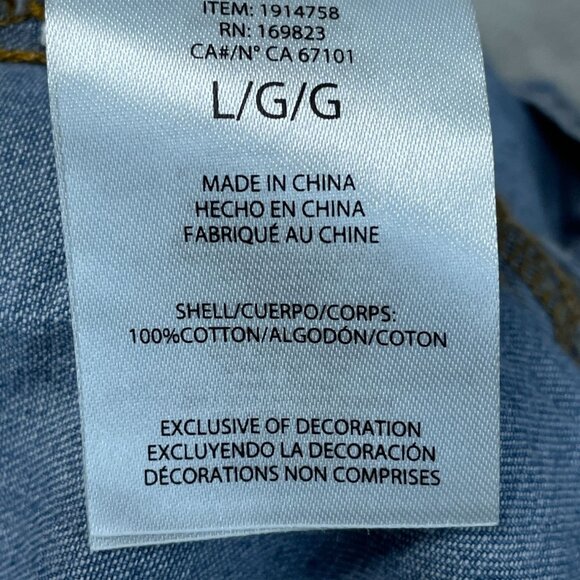 ITEM: 1914758
RN: 169823
CA#/N° CA 67101
L/G/G
MADE IN CHINA
HECHO EN CHINA
FABRIQUÉ AU CHINE
SHELL/CUERPO/CORPS:
100%COTTON/ALGODÓN/COTON
EXCLUSIVE OF DECORATION
EXCLUYENDO LA DECORACIÓN
DÉCORATIONS NON COMPRISES